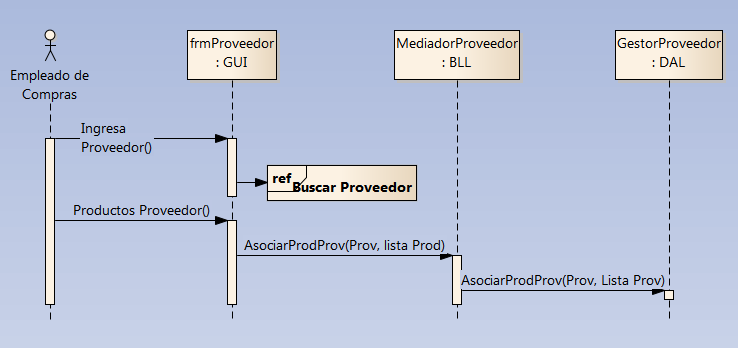 frmProveedor
: GUI
MediadorProveedor
: BLL
GestorProveedor
: DAL
Empleado de
Compras
Ingresa
Proveedor()
ref
Buscar Proveedor
Productos Proveedor()
AsociarProdProv(Prov, lista Prod)
AsociarProdProv(Prov, Lista Prov)